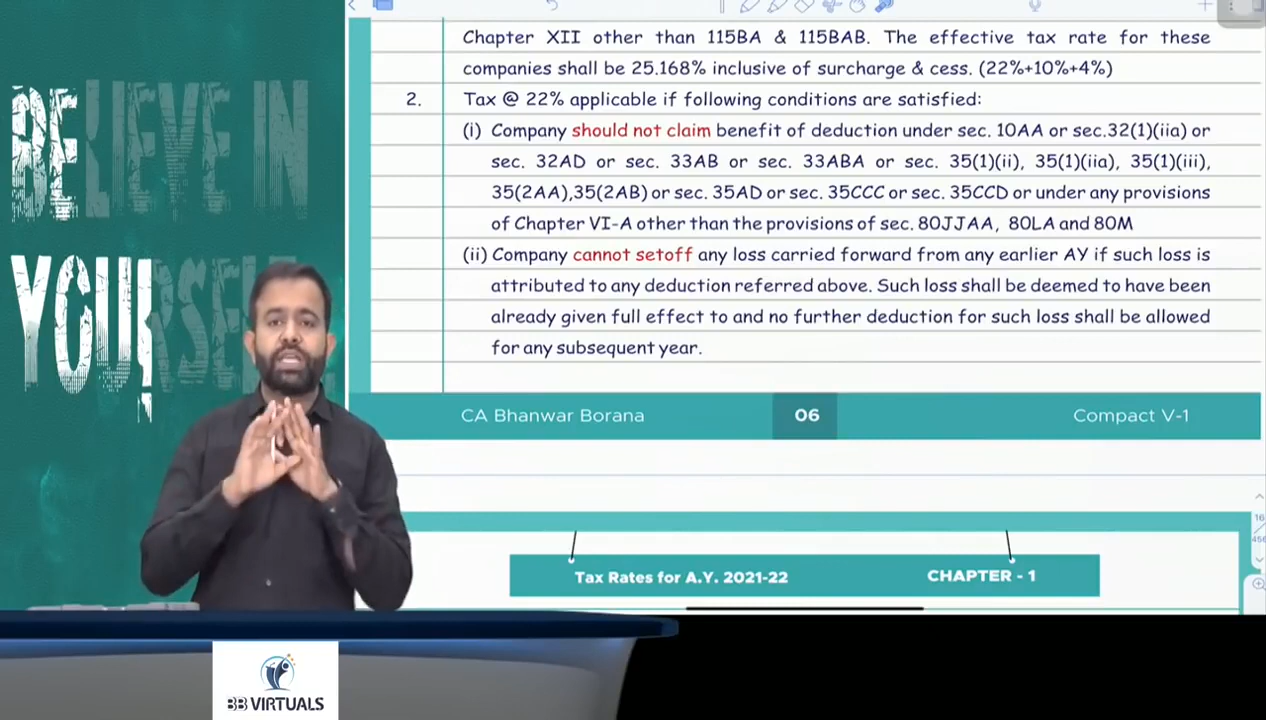 BELIEVE IN
YOURSELF
Chapter XII other than 115BA & 115BAB. The effective tax rate for these
companies shall be 25.168% inclusive of surcharge & cess. (22%+10%+4%)
2. Tax @ 22% applicable if following conditions are satisfied:
(i) Company should not claim benefit of deduction under sec. 10AA or sec.32(1)(iia) or
sec. 32AD or sec. 33AB or sec. 33ABA or sec. 35(1)(ii), 35(1)(iia), 35(1)(iii),
35(2AA),35(2AB) or sec. 35AD or sec. 35CCC or sec. 35CCD or under any provisions
of Chapter VI-A other than the provisions of sec. 80JJAA, 80LA and 80M
(ii) Company cannot setoff any loss carried forward from any earlier AY if such loss is
attributed to any deduction referred above. Such loss shall be deemed to have been
already given full effect to and no further deduction for such loss shall be allowed
for any subsequent year.
CA Bhanwar Borana 06 Compact V-1
16
456
Tax Rates for A.Y. 2021-22 CHAPTER - 1
BB VIRTUALS